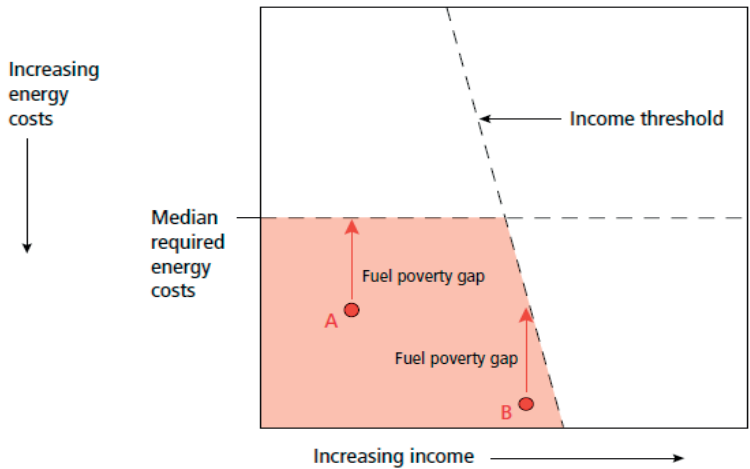 Increasing
energy
costs
Income threshold
Median
required
energy
costs
Fuel poverty gap
A
Fuel poverty gap
B
Increasing income